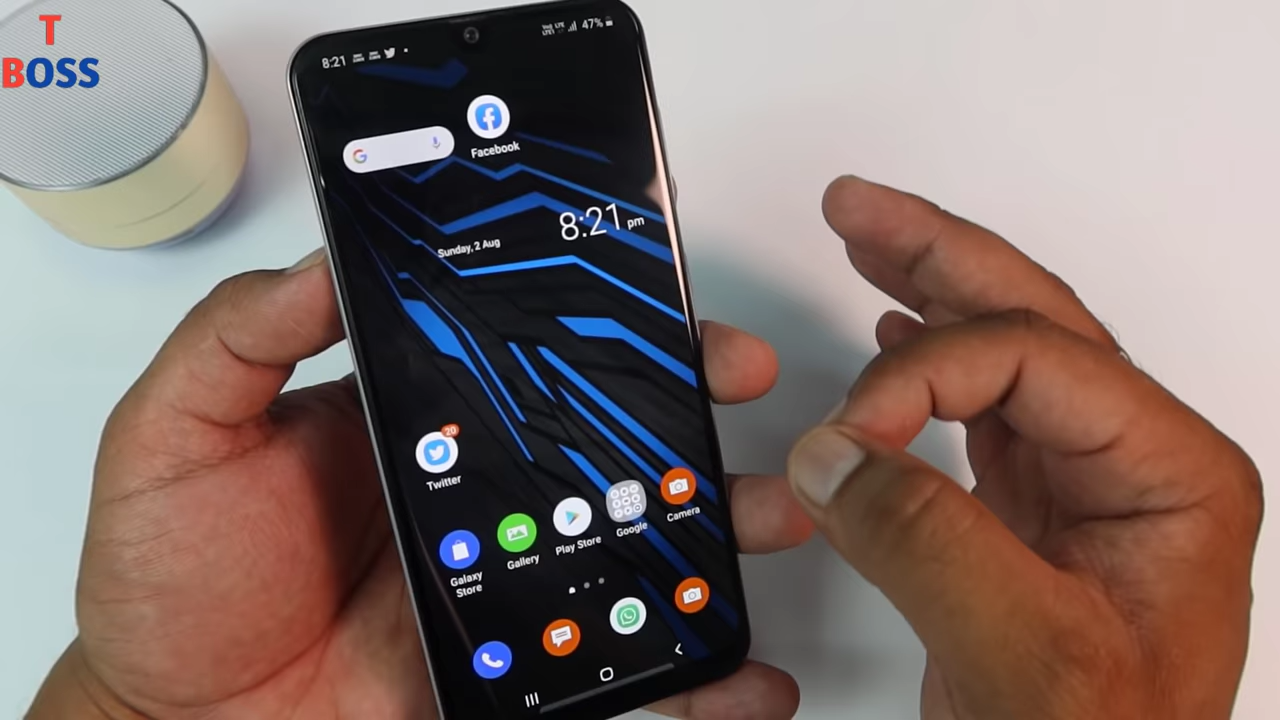 T
BOSS
8:21
47%
Facebook
8:21 pm
Sunday, 2 Aug
20
Twitter
Galaxy
Store
Gallery
Play Store
Google
Camera